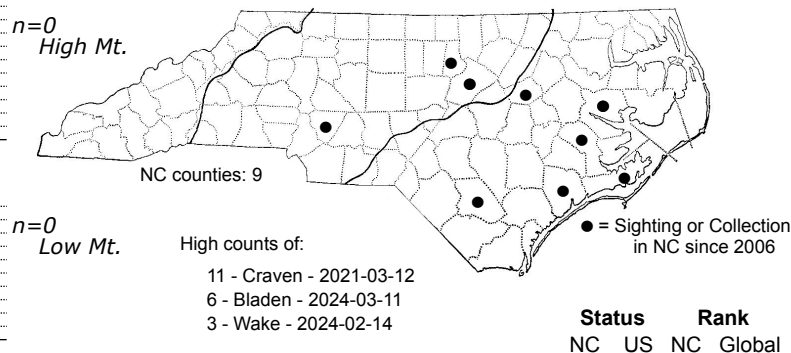 n=0
High Mt.
NC counties: 9
n=0
Low Mt.
High counts of:
11 - Craven - 2021-03-12
6 - Bladen - 2024-03-11
3 - Wake - 2024-02-14
● = Sighting or Collection
in NC since 2006
Status Rank
NC US NC Global